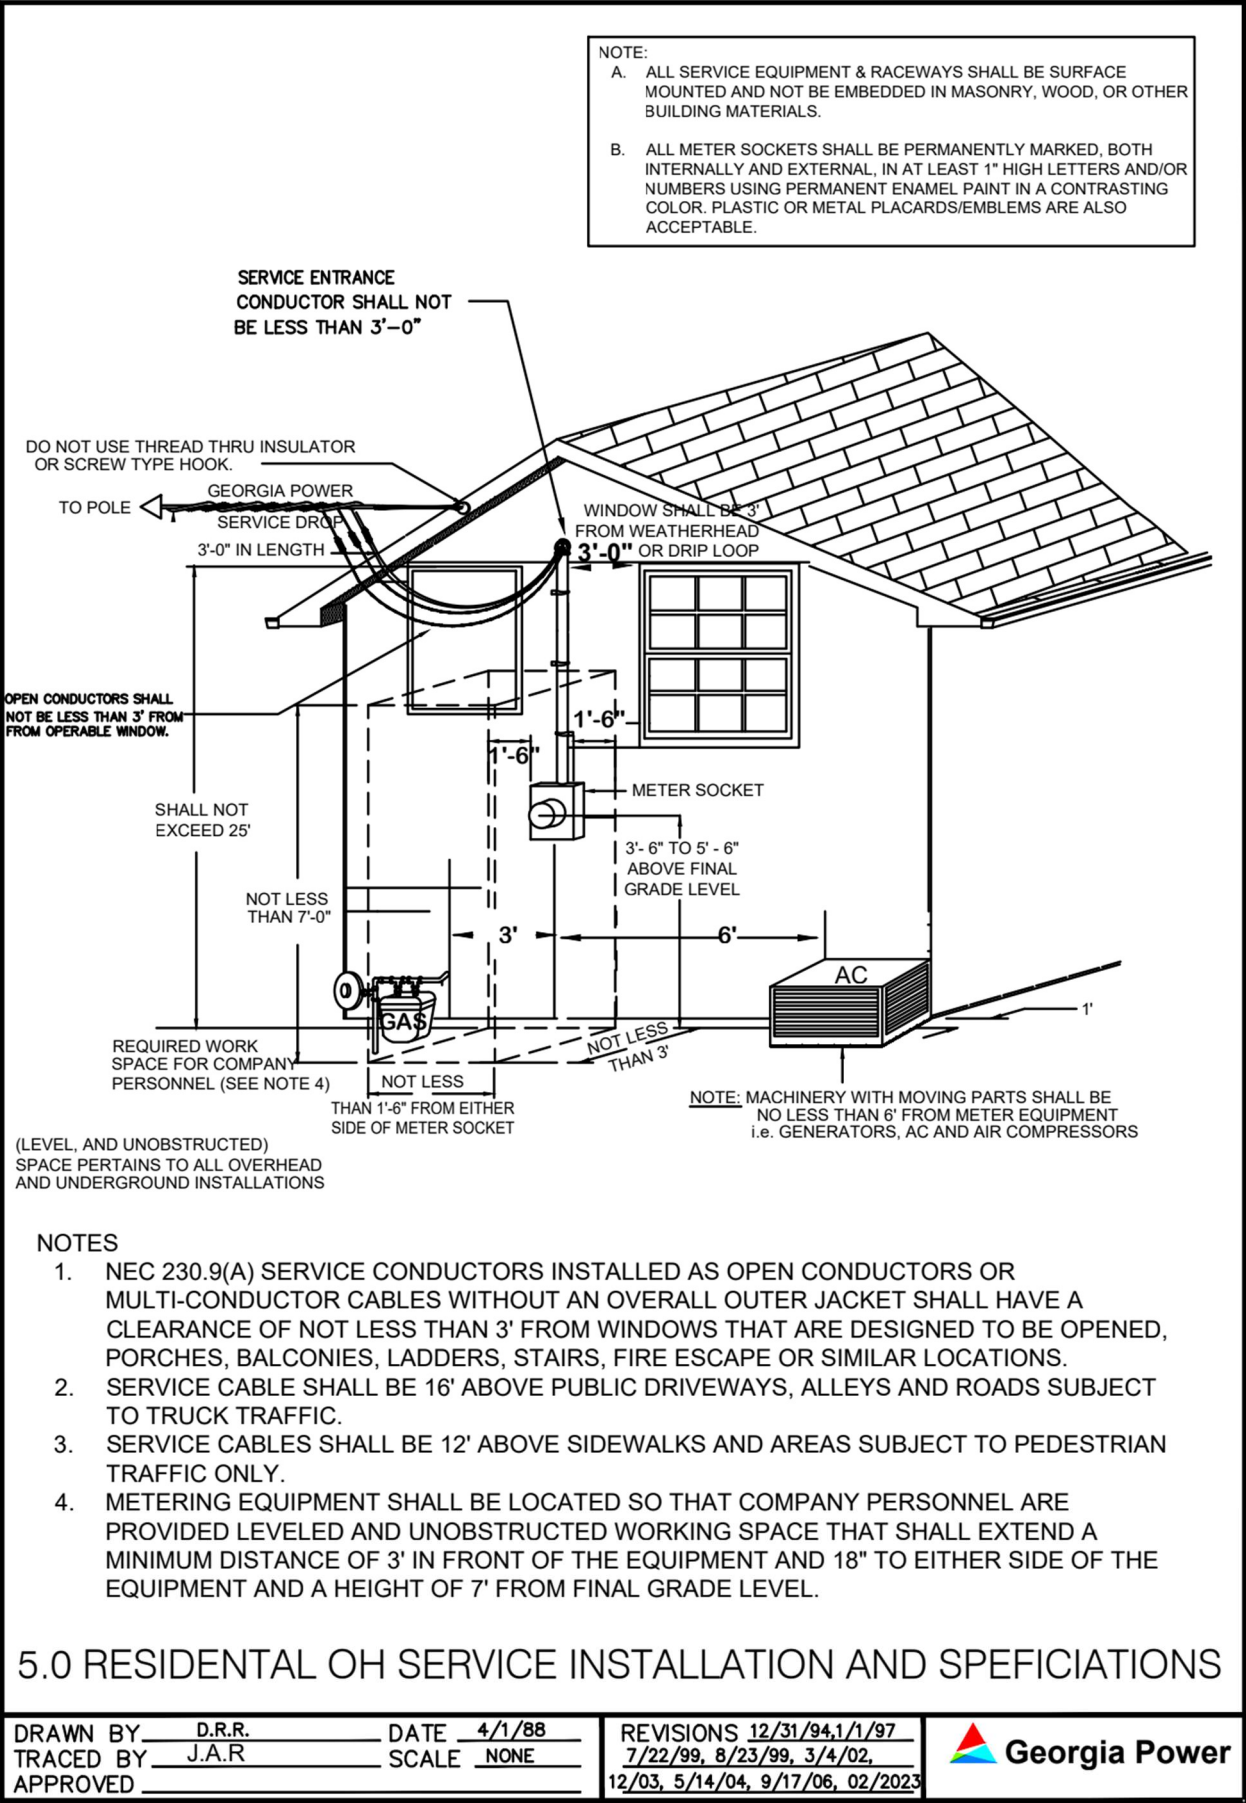 NOTE:
A. ALL SERVICE EQUIPMENT & RACEWAYS SHALL BE SURFACE
MOUNTED AND NOT BE EMBEDDED IN MASONRY, WOOD, OR OTHER
BUILDING MATERIALS.
B. ALL METER SOCKETS SHALL BE PERMANENTLY MARKED, BOTH
INTERNALLY AND EXTERNAL, IN AT LEAST 1" HIGH LETTERS AND/OR
NUMBERS USING PERMANENT ENAMEL PAINT IN A CONTRASTING
COLOR. PLASTIC OR METAL PLACARDS/EMBLEMS ARE ALSO
ACCEPTABLE.
SERVICE ENTRANCE
CONDUCTOR SHALL NOT
BE LESS THAN 3'-0"
DO NOT USE THREAD THRU INSULATOR
OR SCREW TYPE HOOK.
GEORGIA POWER
TO POLE
SERVICE DROP
3'-0" IN LENGTH
WINDOW SHALL BE 3'
FROM WEATHERHEAD
3'-0" OR DRIP LOOP
OPEN CONDUCTORS SHALL
NOT BE LESS THAN 3' FROM
FROM OPERABLE WINDOW.
1'-6"
1'-6"
METER SOCKET
SHALL NOT
EXCEED 25'
3'- 6" TO 5' - 6"
ABOVE FINAL
GRADE LEVEL
NOT LESS
THAN 7'-0"
3'
6'
AC
GAS
1'
NOT LESS
THAN 3'
REQUIRED WORK
SPACE FOR COMPANY
PERSONNEL (SEE NOTE 4)
NOT LESS
THAN 1'-6" FROM EITHER
SIDE OF METER SOCKET
NOTE: MACHINERY WITH MOVING PARTS SHALL BE
NO LESS THAN 6' FROM METER EQUIPMENT
i.e. GENERATORS, AC AND AIR COMPRESSORS
(LEVEL, AND UNOBSTRUCTED)
SPACE PERTAINS TO ALL OVERHEAD
AND UNDERGROUND INSTALLATIONS
NOTES
1. NEC 230.9(A) SERVICE CONDUCTORS INSTALLED AS OPEN CONDUCTORS OR
MULTI-CONDUCTOR CABLES WITHOUT AN OVERALL OUTER JACKET SHALL HAVE A
CLEARANCE OF NOT LESS THAN 3' FROM WINDOWS THAT ARE DESIGNED TO BE OPENED,
PORCHES, BALCONIES, LADDERS, STAIRS, FIRE ESCAPE OR SIMILAR LOCATIONS.
2. SERVICE CABLE SHALL BE 16' ABOVE PUBLIC DRIVEWAYS, ALLEYS AND ROADS SUBJECT
TO TRUCK TRAFFIC.
3. SERVICE CABLES SHALL BE 12' ABOVE SIDEWALKS AND AREAS SUBJECT TO PEDESTRIAN
TRAFFIC ONLY.
4. METERING EQUIPMENT SHALL BE LOCATED SO THAT COMPANY PERSONNEL ARE
PROVIDED LEVELED AND UNOBSTRUCTED WORKING SPACE THAT SHALL EXTEND A
MINIMUM DISTANCE OF 3' IN FRONT OF THE EQUIPMENT AND 18" TO EITHER SIDE OF THE
EQUIPMENT AND A HEIGHT OF 7' FROM FINAL GRADE LEVEL.
5.0 RESIDENTAL OH SERVICE INSTALLATION AND SPEFICIATIONS
DRAWN BY D.R.R. DATE 4/1/88
TRACED BY J.A.R SCALE NONE
APPROVED
REVISIONS 12/31/94,1/1/97
7/22/99, 8/23/99, 3/4/02,
12/03, 5/14/04, 9/17/06, 02/2023
Georgia Power